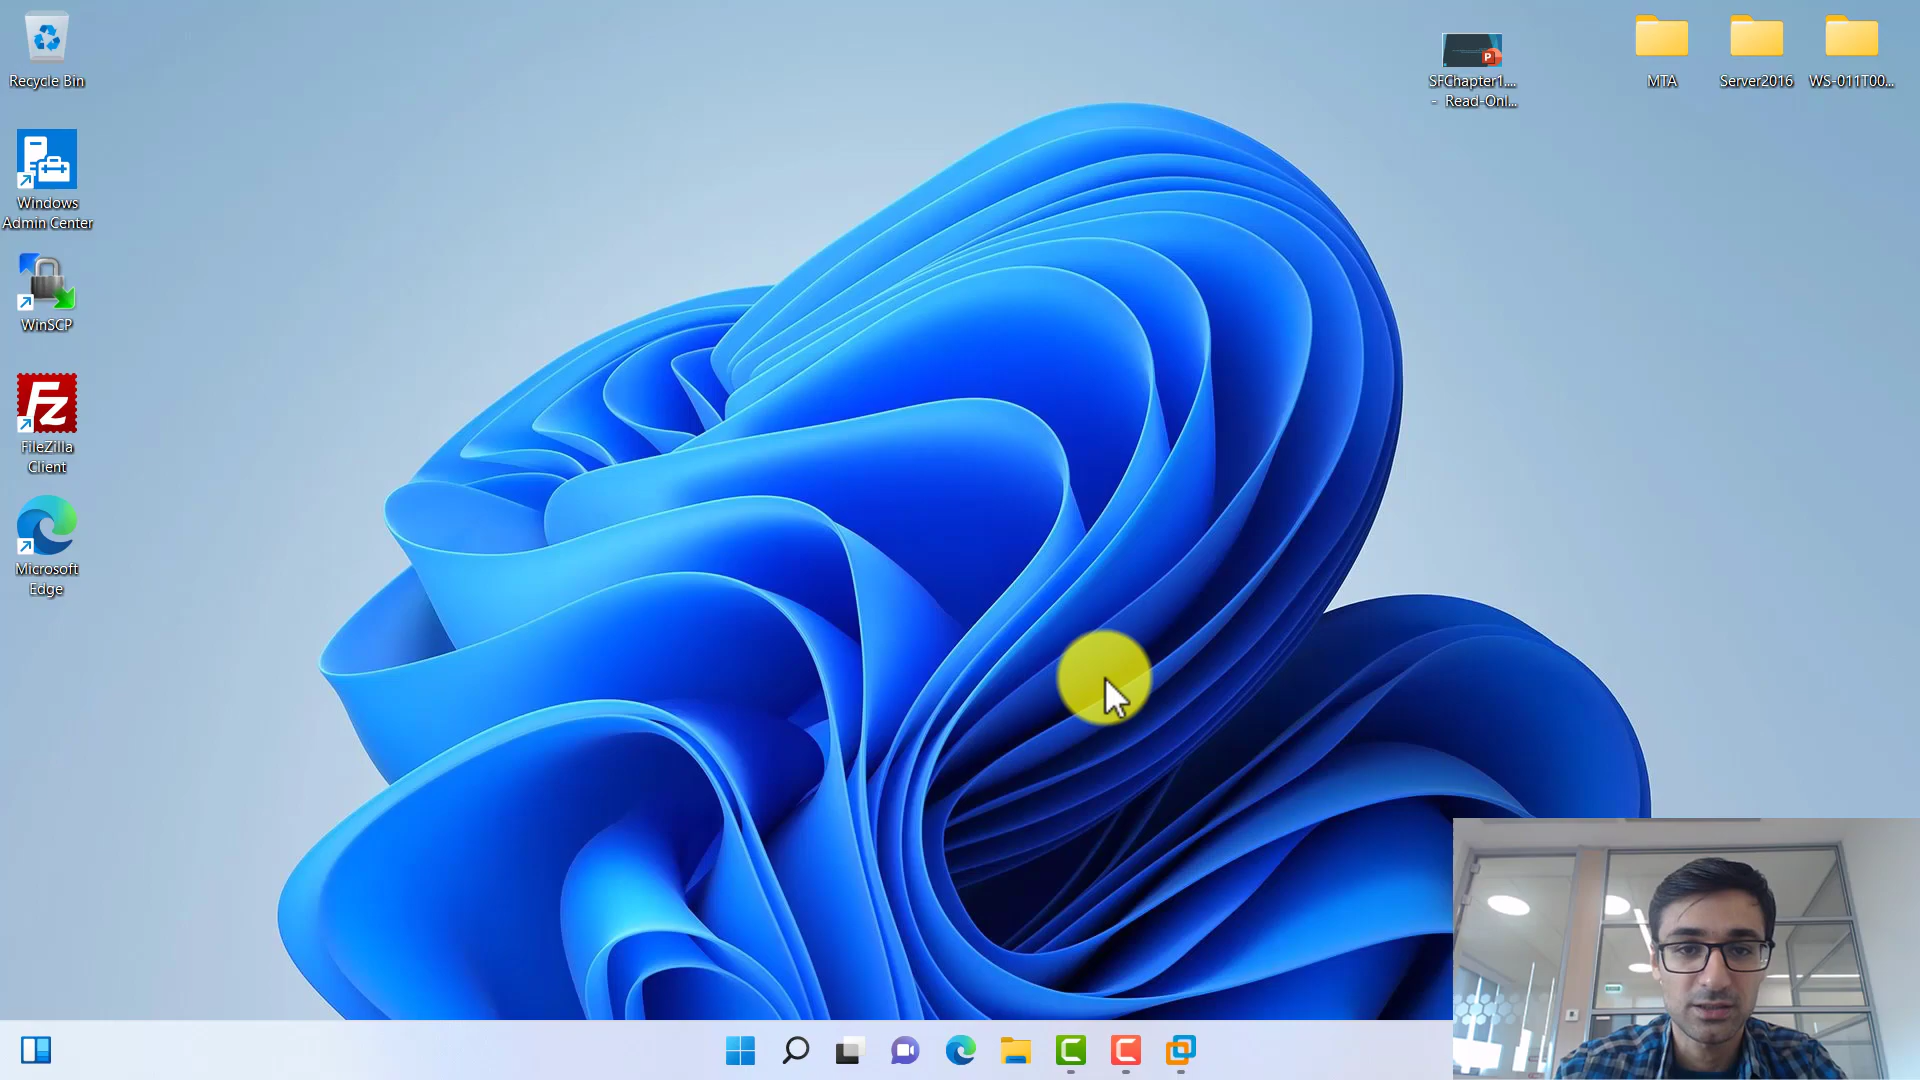 Recycle Bin
Windows
Admin Center
WinSCP
FileZilla
Client
Microsoft
Edge
SFChapter1....
- Read-Onl...
MTA
Server2016
WS-011T00...